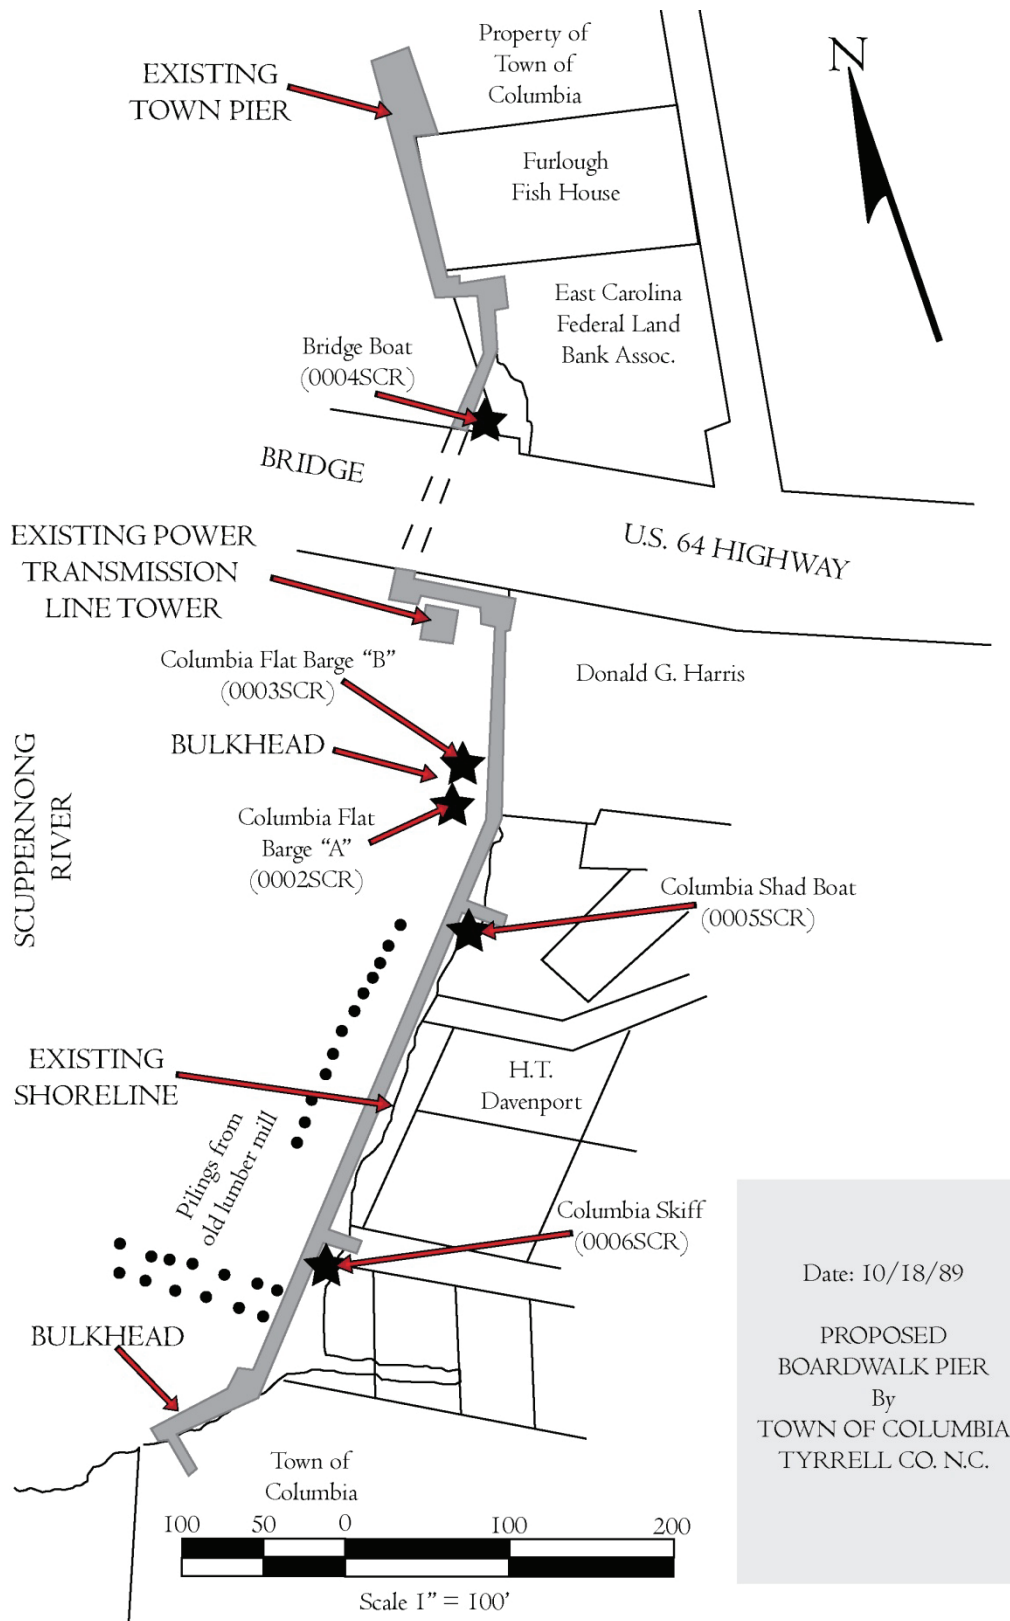 Property of
Town of
Columbia
N
EXISTING
TOWN PIER
Furlough
Fish House
East Carolina
Federal Land
Bank Assoc.
Bridge Boat
(0004SCR)
BRIDGE
U.S. 64 HIGHWAY
EXISTING POWER
TRANSMISSION
LINE TOWER
Columbia Flat Barge “B”
(0003SCR)
Donald G. Harris
BULKHEAD
SCUPPERNONG
RIVER
Columbia Flat
Barge “A”
(0002SCR)
Columbia Shad Boat
(0005SCR)
EXISTING
SHORELINE
H.T.
Davenport
Pilings from
old lumber mill
Columbia Skiff
(0006SCR)
BULKHEAD
Date: 10/18/89
PROPOSED
BOARDWALK PIER
By
TOWN OF COLUMBIA
TYRRELL CO. N.C.
Town of
Columbia
100 50 0 100 200
Scale 1” = 100’